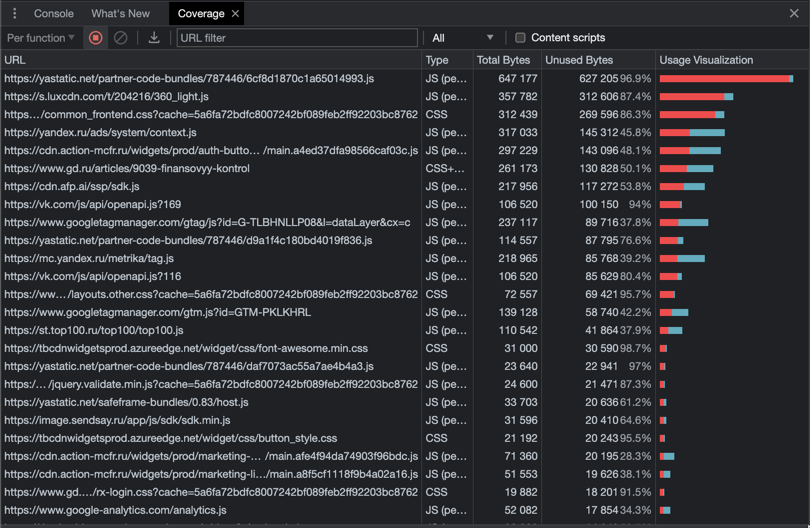 Console What's New Coverage
Per function URL filter All Content scripts
URL Type Total Bytes Unused Bytes Usage Visualization
https://yastatic.net/partner-code-bundles/787446/6cf8d1870c1a65014993.js JS (pe... 647 177 627 205 96.9%
https://s.luxcdn.com/t/204216/360_light.js JS (pe... 357 782 312 606 87.4%
https…/common_frontend.css?cache=5a6fa72bdfc8007242bf089feb2ff92203bc8762 CSS 312 439 269 596 86.3%
https://yandex.ru/ads/system/context.js JS (pe... 317 033 145 312 45.8%
https://cdn.action-mcfr.ru/widgets/prod/auth-butto… /main.a4ed37dfa98566caf03c.js JS (pe... 297 229 143 096 48.1%
https://www.gd.ru/articles/9039-finansovyy-kontrol CSS+... 261 173 130 828 50.1%
https://cdn.afp.ai/ssp/sdk.js JS (pe... 217 956 117 272 53.8%
https://vk.com/js/api/openapi.js?169 JS (pe... 106 520 100 150 94%
https://www.googletagmanager.com/gtag/js?id=G-TLBHNLLP08&l=dataLayer&cx=c JS (pe... 237 117 89 716 37.8%
https://yastatic.net/partner-code-bundles/787446/d9a1f4c180bd4019f836.js JS (pe... 114 557 87 795 76.6%
https://mc.yandex.ru/metrika/tag.js JS (pe... 218 965 85 768 39.2%
https://vk.com/js/api/openapi.js?116 JS (pe... 106 520 85 629 80.4%
https://ww… /layouts.other.css?cache=5a6fa72bdfc8007242bf089feb2ff92203bc8762 CSS 72 557 69 421 95.7%
https://www.googletagmanager.com/gtm.js?id=GTM-PKLKHRL JS (pe... 139 128 58 740 42.2%
https://st.top100.ru/top100/top100.js JS (pe... 110 542 41 864 37.9%
https://tbcdnwidgetsprod.azureedge.net/widget/css/font-awesome.min.css CSS 31 000 30 590 98.7%
https://yastatic.net/partner-code-bundles/787446/daf7073ac55a7ae4b4a3.js JS (pe... 23 640 22 941 97%
https:/… /jquery.validate.min.js?cache=5a6fa72bdfc8007242bf089feb2ff92203bc8762 JS (pe... 24 600 21 471 87.3%
https://yastatic.net/safeframe-bundles/0.83/host.js JS (pe... 33 703 20 636 61.2%
https://image.sendsay.ru/app/js/sdk/sdk.min.js JS (pe... 31 596 20 410 64.6%
https://tbcdnwidgetsprod.azureedge.net/widget/css/button_style.css CSS 21 192 20 243 95.5%
https://cdn.action-mcfr.ru/widgets/prod/marketing-… /main.afe4f94da74903f96bdc.js JS (pe... 71 360 20 195 28.3%
https://cdn.action-mcfr.ru/widgets/prod/marketing-li… /main.a8f5cf1118f9b4a02a16.js JS (pe... 51 553 19 626 38.1%
https://www.gd.… /rx-login.css?cache=5a6fa72bdfc8007242bf089feb2ff92203bc8762 CSS 19 882 18 201 91.5%
https://www.google-analytics.com/analytics.js JS (pe... 52 082 17 854 34.3%